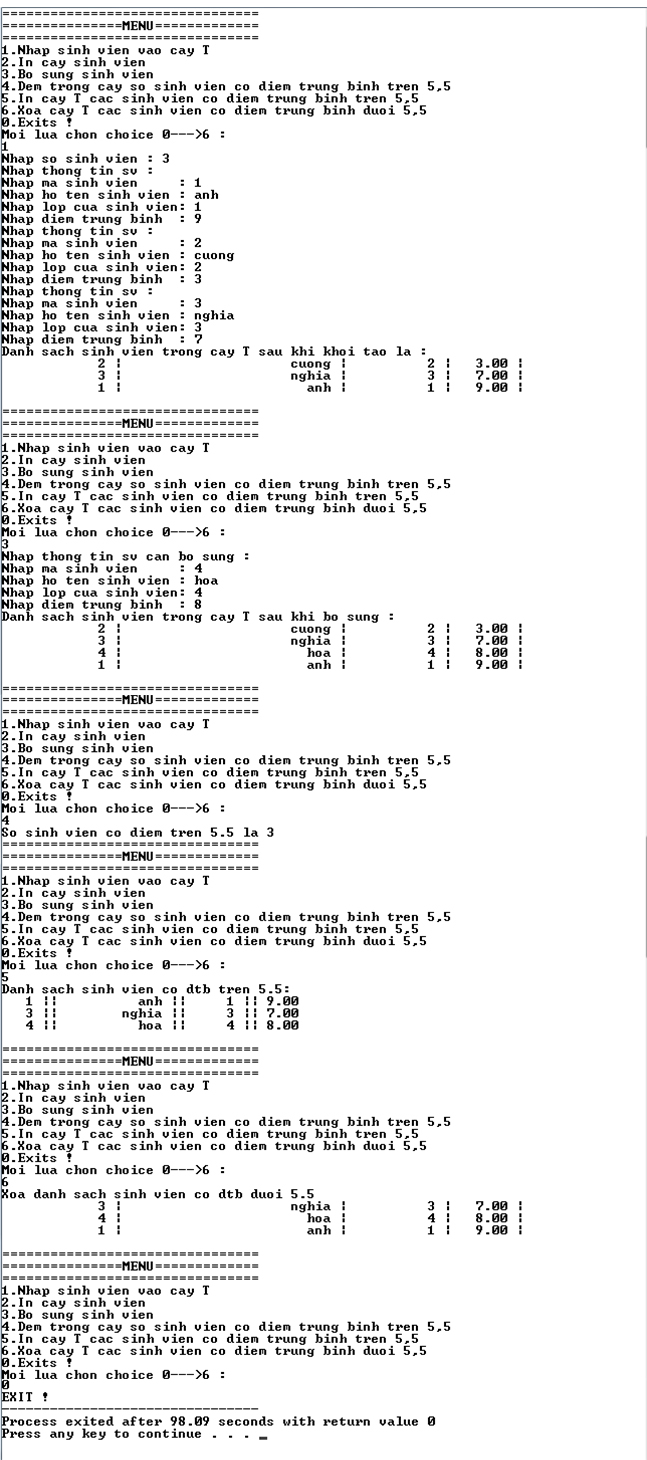 ================================
===============MENU=============
================================
1.Nhap sinh vien vao cay T
2.In cay sinh vien
3.Bo sung sinh vien
4.Dem trong cay so sinh vien co diem trung binh tren 5,5
5.In cay T cac sinh vien co diem trung binh tren 5,5
6.Xoa cay T cac sinh vien co diem trung binh duoi 5,5
0.Exits !
Moi lua chon choice 0--->6 :
1
Nhap so sinh vien : 3
Nhap thong tin sv :
Nhap ma sinh vien     : 1
Nhap ho ten sinh vien : anh
Nhap lop cua sinh vien: 1
Nhap diem trung binh  : 9
Nhap thong tin sv :
Nhap ma sinh vien     : 2
Nhap ho ten sinh vien : cuong
Nhap lop cua sinh vien: 2
Nhap diem trung binh  : 3
Nhap thong tin sv :
Nhap ma sinh vien     : 3
Nhap ho ten sinh vien : nghia
Nhap lop cua sinh vien: 3
Nhap diem trung binh  : 7
Danh sach sinh vien trong cay T sau khi khoi tao la :
            2 |                     cuong |          2 |   3.00 |
            3 |                     nghia |          3 |   7.00 |
            1 |                       anh |          1 |   9.00 |
================================
===============MENU=============
================================
1.Nhap sinh vien vao cay T
2.In cay sinh vien
3.Bo sung sinh vien
4.Dem trong cay so sinh vien co diem trung binh tren 5,5
5.In cay T cac sinh vien co diem trung binh tren 5,5
6.Xoa cay T cac sinh vien co diem trung binh duoi 5,5
0.Exits !
Moi lua chon choice 0--->6 :
3
Nhap thong tin sv can bo sung :
Nhap ma sinh vien     : 4
Nhap ho ten sinh vien : hoa
Nhap lop cua sinh vien: 4
Nhap diem trung binh  : 8
Danh sach sinh vien trong cay T sau khi bo sung :
            2 |                     cuong |          2 |   3.00 |
            3 |                     nghia |          3 |   7.00 |
            4 |                       hoa |          4 |   8.00 |
            1 |                       anh |          1 |   9.00 |
================================
===============MENU=============
================================
1.Nhap sinh vien vao cay T
2.In cay sinh vien
3.Bo sung sinh vien
4.Dem trong cay so sinh vien co diem trung binh tren 5,5
5.In cay T cac sinh vien co diem trung binh tren 5,5
6.Xoa cay T cac sinh vien co diem trung binh duoi 5,5
0.Exits !
Moi lua chon choice 0--->6 :
4
So sinh vien co diem tren 5.5 la 3
================================
===============MENU=============
================================
1.Nhap sinh vien vao cay T
2.In cay sinh vien
3.Bo sung sinh vien
4.Dem trong cay so sinh vien co diem trung binh tren 5,5
5.In cay T cac sinh vien co diem trung binh tren 5,5
6.Xoa cay T cac sinh vien co diem trung binh duoi 5,5
0.Exits !
Moi lua chon choice 0--->6 :
5
Danh sach sinh vien co dtb tren 5.5:
   1 ||          anh ||     1 || 9.00
   3 ||        nghia ||     3 || 7.00
   4 ||          hoa ||     4 || 8.00
================================
===============MENU=============
================================
1.Nhap sinh vien vao cay T
2.In cay sinh vien
3.Bo sung sinh vien
4.Dem trong cay so sinh vien co diem trung binh tren 5,5
5.In cay T cac sinh vien co diem trung binh tren 5,5
6.Xoa cay T cac sinh vien co diem trung binh duoi 5,5
0.Exits !
Moi lua chon choice 0--->6 :
6
Xoa danh sach sinh vien co dtb duoi 5.5
            3 |                     nghia |          3 |   7.00 |
            4 |                       hoa |          4 |   8.00 |
            1 |                       anh |          1 |   9.00 |
================================
===============MENU=============
================================
1.Nhap sinh vien vao cay T
2.In cay sinh vien
3.Bo sung sinh vien
4.Dem trong cay so sinh vien co diem trung binh tren 5,5
5.In cay T cac sinh vien co diem trung binh tren 5,5
6.Xoa cay T cac sinh vien co diem trung binh duoi 5,5
0.Exits !
Moi lua chon choice 0--->6 :
0
EXIT !
--------------------------------
Process exited after 98.09 seconds with return value 0
Press any key to continue . . . _